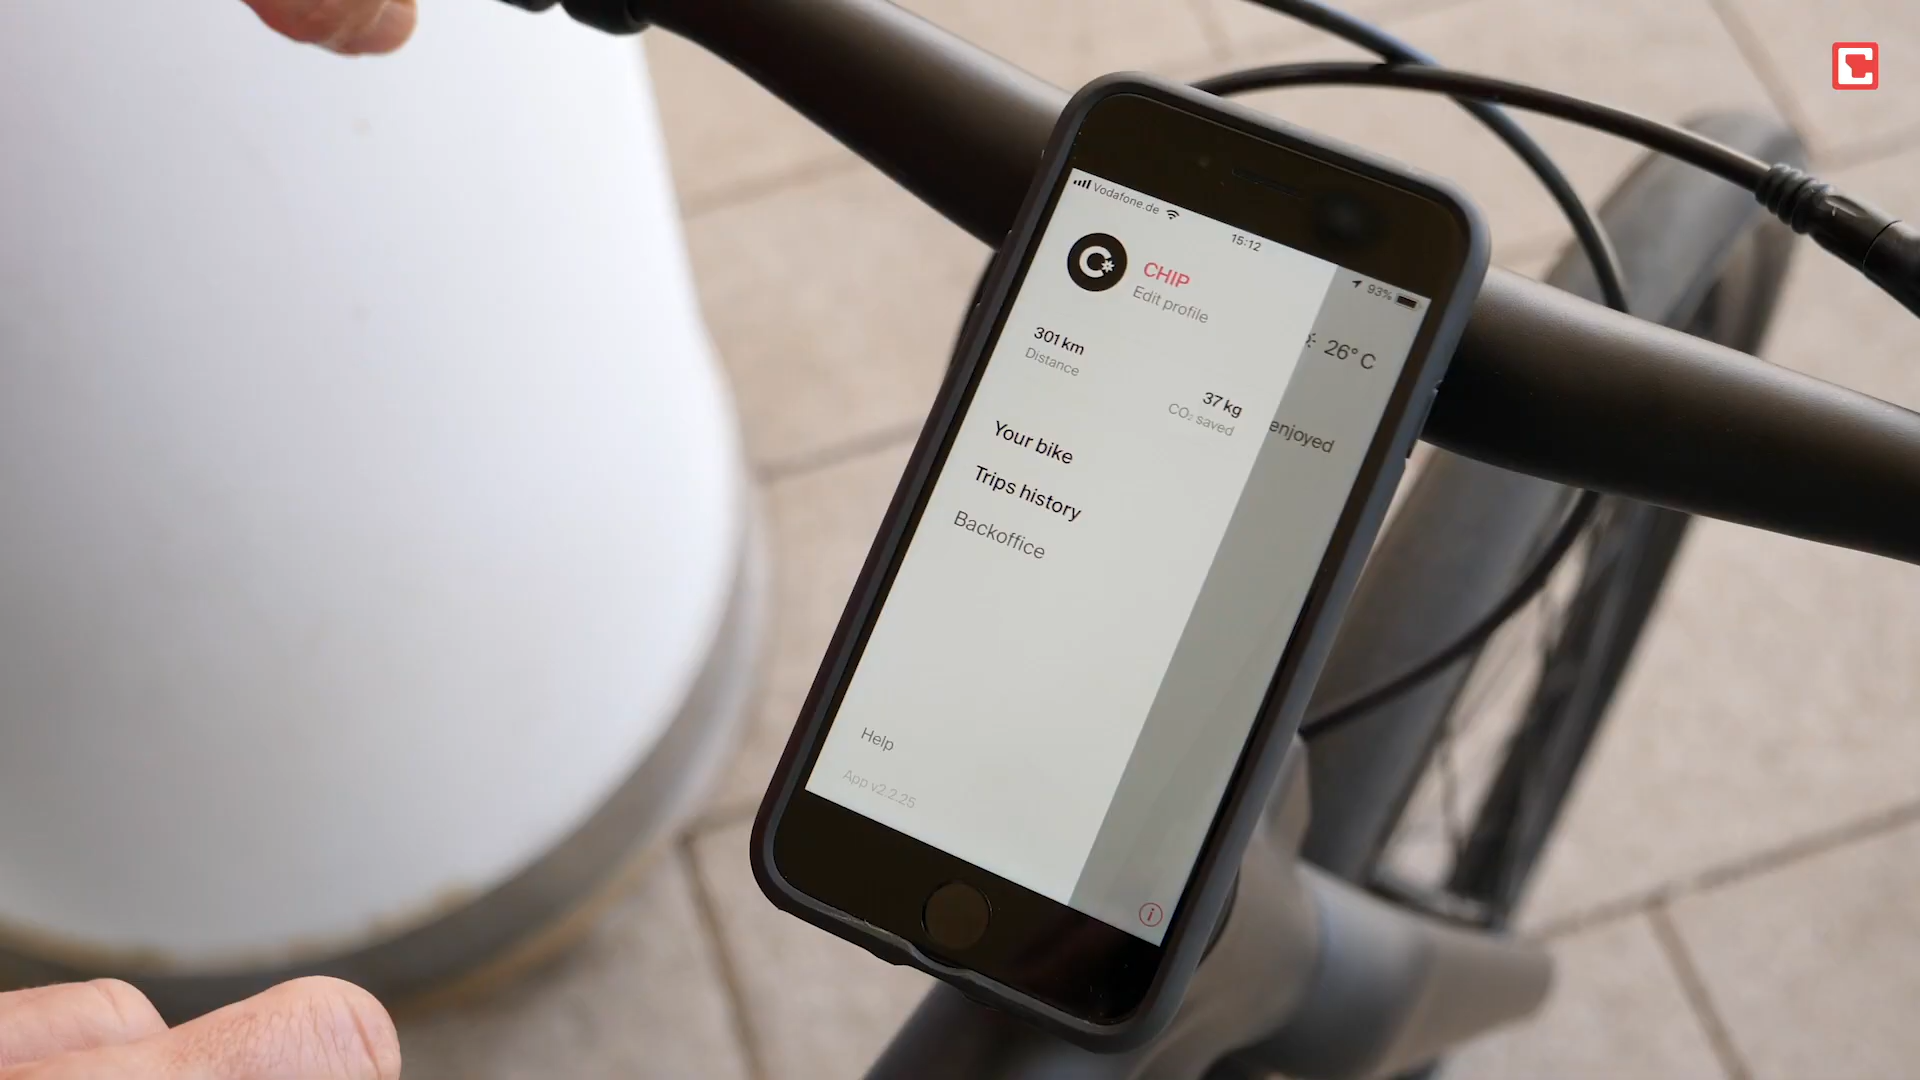 Vodafone.de
15:12
93%
CHIP
Edit profile
26°C
301 km
Distance
37 kg
CO₂ saved
enjoyed
Your bike
Trips history
Backoffice
Help
App v2.2.25